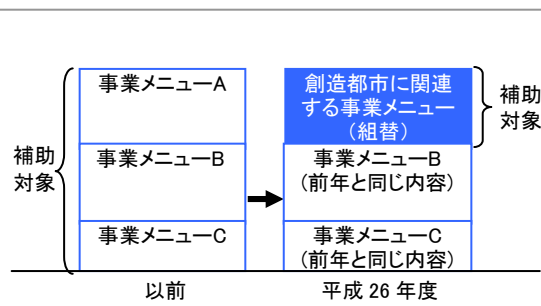 補助
対象
事業メニューA
事業メニューB
事業メニューC
以前
創造都市に関連
する事業メニュー
（組替）
事業メニューB
（前年と同じ内容）
事業メニューC
（前年と同じ内容）
平成 26 年度
補助
対象